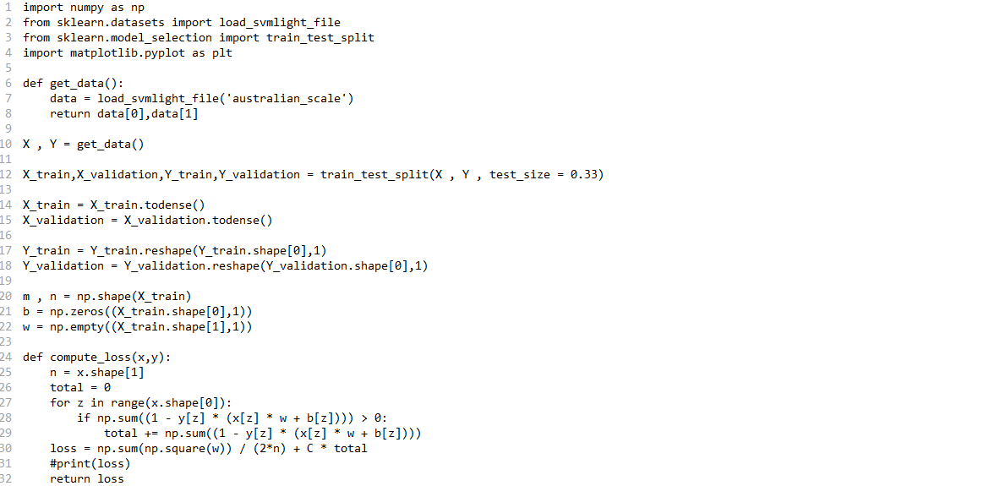 1 import numpy as np
2 from sklearn.datasets import load_svmlight_file
3 from sklearn.model_selection import train_test_split
4 import matplotlib.pyplot as plt
5
6 def get_data():
7     data = load_svmlight_file('australian_scale')
8     return data[0],data[1]
9
10 X , Y = get_data()
11
12 X_train,X_validation,Y_train,Y_validation = train_test_split(X , Y , test_size = 0.33)
13
14 X_train = X_train.todense()
15 X_validation = X_validation.todense()
16
17 Y_train = Y_train.reshape(Y_train.shape[0],1)
18 Y_validation = Y_validation.reshape(Y_validation.shape[0],1)
19
20 m , n = np.shape(X_train)
21 b = np.zeros((X_train.shape[0],1))
22 w = np.empty((X_train.shape[1],1))
23
24 def compute_loss(x,y):
25     n = x.shape[1]
26     total = 0
27     for z in range(x.shape[0]):
28         if np.sum((1 - y[z] * (x[z] * w + b[z]))) > 0:
29             total += np.sum((1 - y[z] * (x[z] * w + b[z])))
30     loss = np.sum(np.square(w)) / (2*n) + C * total
31     #print(loss)
32     return loss